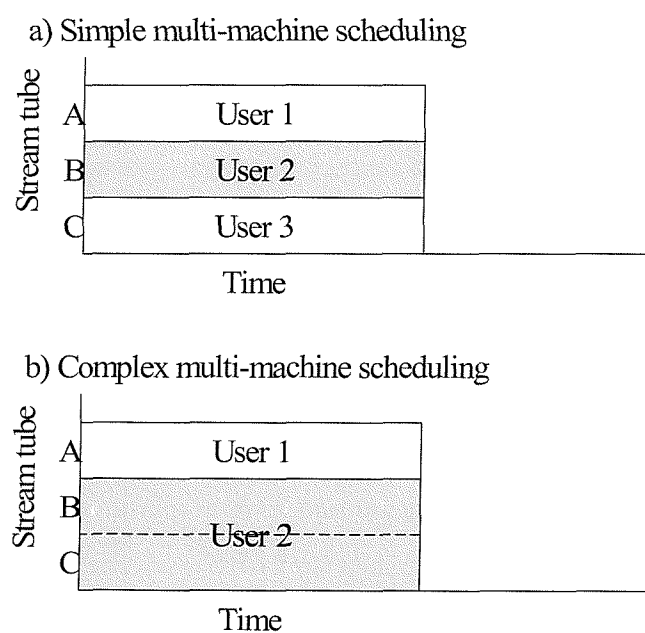 a) Simple multi-machine scheduling
Stream tube
A
User 1
B
User 2
C
User 3
Time
b) Complex multi-machine scheduling
Stream tube
A
User 1
B
User 2
C
Time